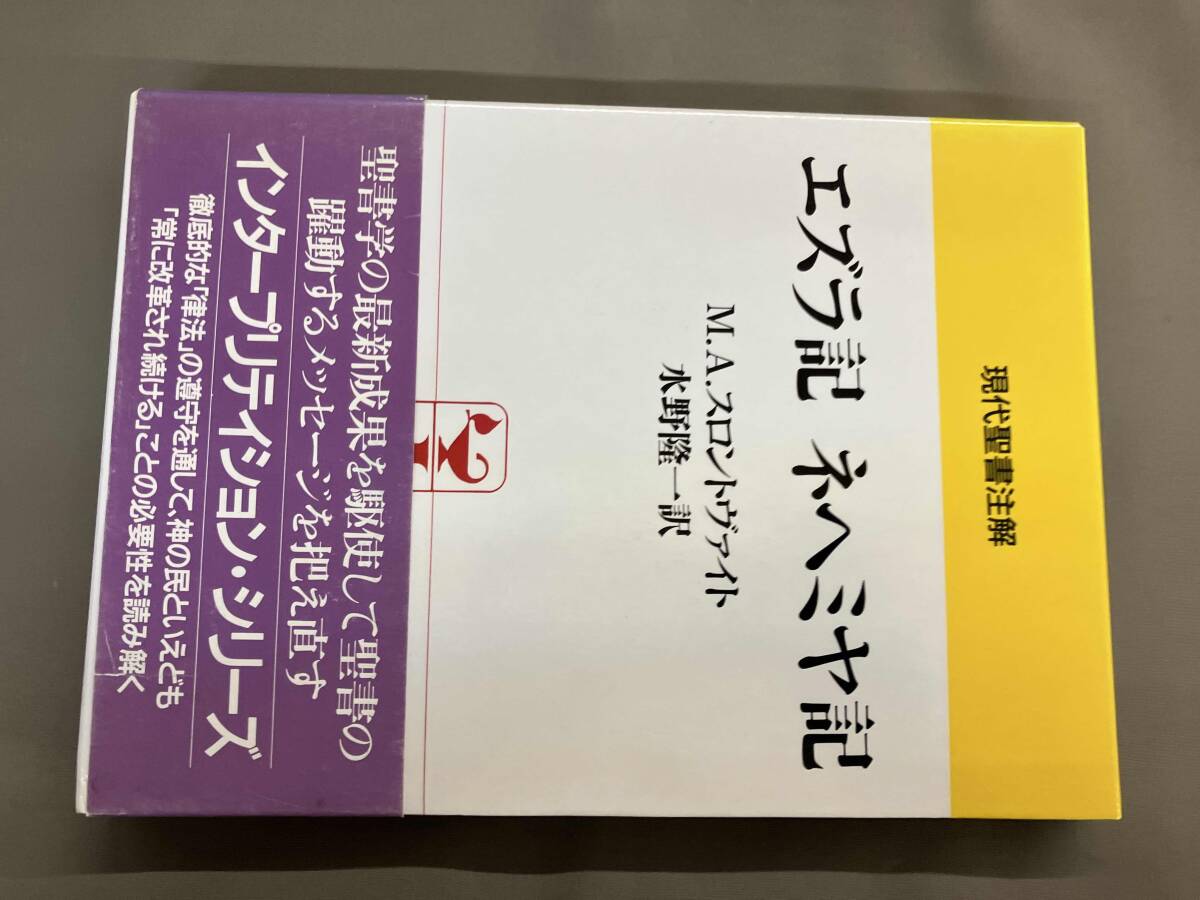 現代聖書注解
エズラ記 ネヘミヤ記
M.A.スロントヴァイト
水野隆一訳
聖書学の最新成果を駆使して聖書の
躍動するメッセージを把え直す
インタープリテイション・シリーズ
徹底的な「律法」の遵守を通して、神の民といえども
「常に改革され続ける」ことの必要性を読み解く